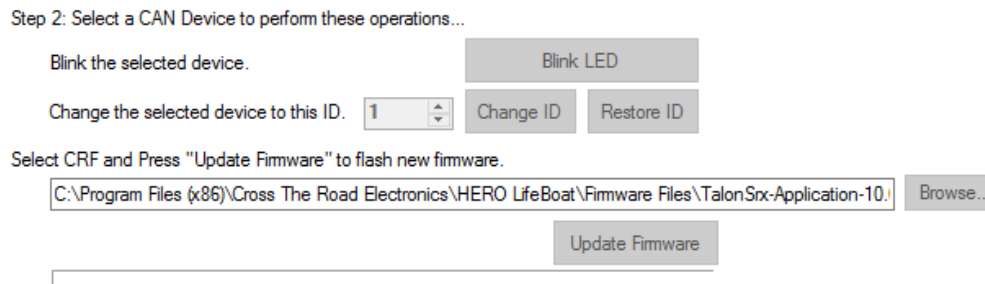 Step 2: Select a CAN Device to perform these operations...
Blink the selected device. Blink LED
Change the selected device to this ID. 1 Change ID Restore ID
Select CRF and Press "Update Firmware" to flash new firmware.
C:\Program Files (x86)\Cross The Road Electronics\HERO LifeBoat\Firmware Files\TalonSrx-Application-10. Browse..
Update Firmware